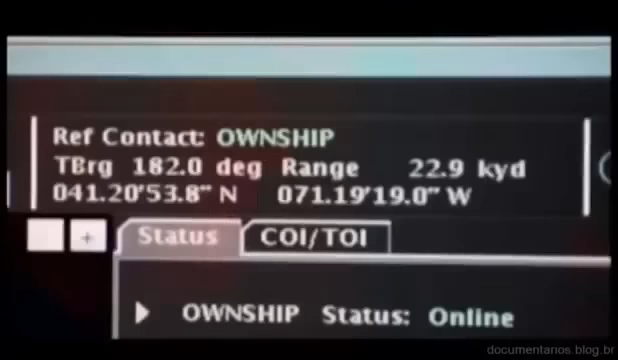 Ref Contact: OWNSHIP
TBrg 182.0 deg Range 22.9 kyd
041.20'53.8" N 071.19'19.0" W
+ Status COI/TOI
OWNSHIP Status: Online
documentanos.blog.br